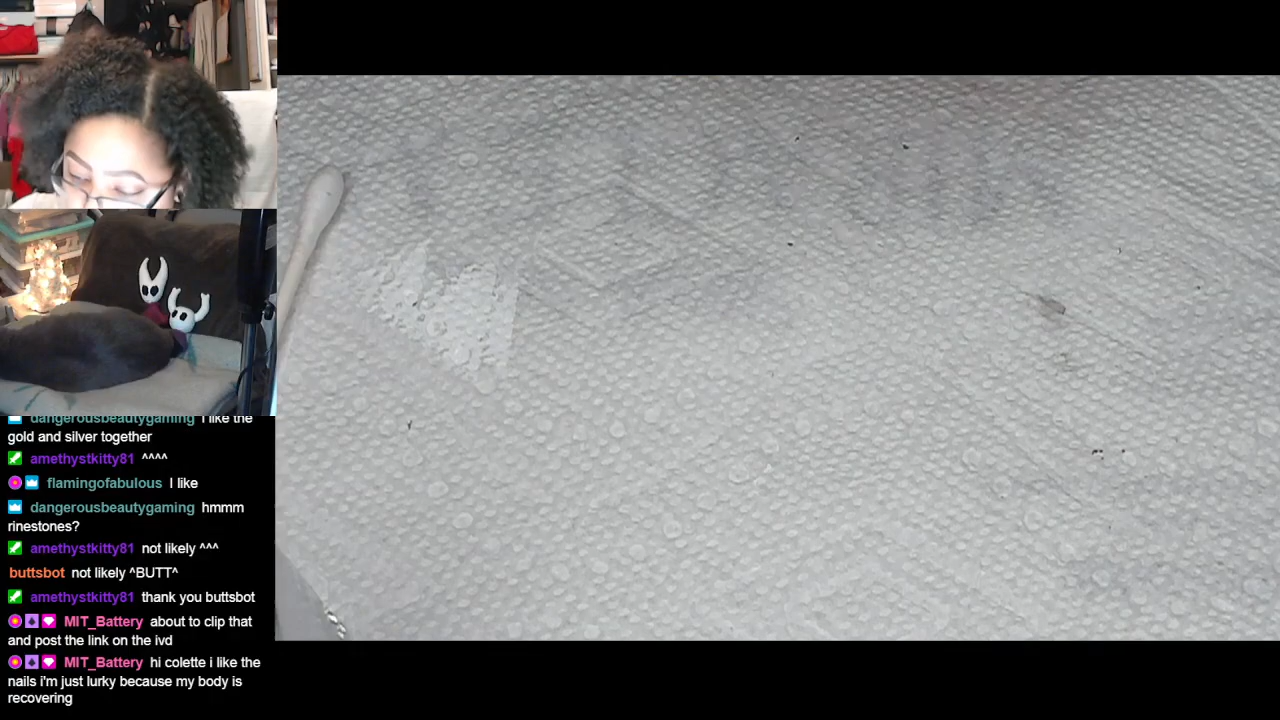 dangerousbeautygaming I like the
gold and silver together
amethystkitty81 ^^^^
flamingofabulous I like
dangerousbeautygaming hmmm
rinestones?
amethystkitty81 not likely ^^^
buttsbot not likely ^BUTT^
amethystkitty81 thank you buttsbot
MIT_Battery about to clip that
and post the link on the ivd
MIT_Battery hi colette i like the
nails i'm just lurky because my body is
recovering